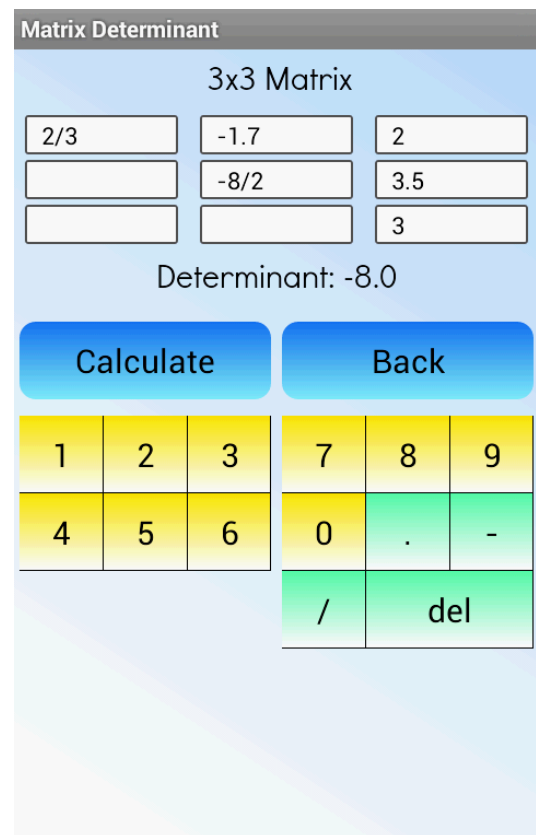 Matrix Determinant
3x3 Matrix
2/3 -1.7 2
-8/2 3.5
3
Determinant: -8.0
Calculate Back
1 2 3 7 8 9
4 5 6 0 . -
/ del